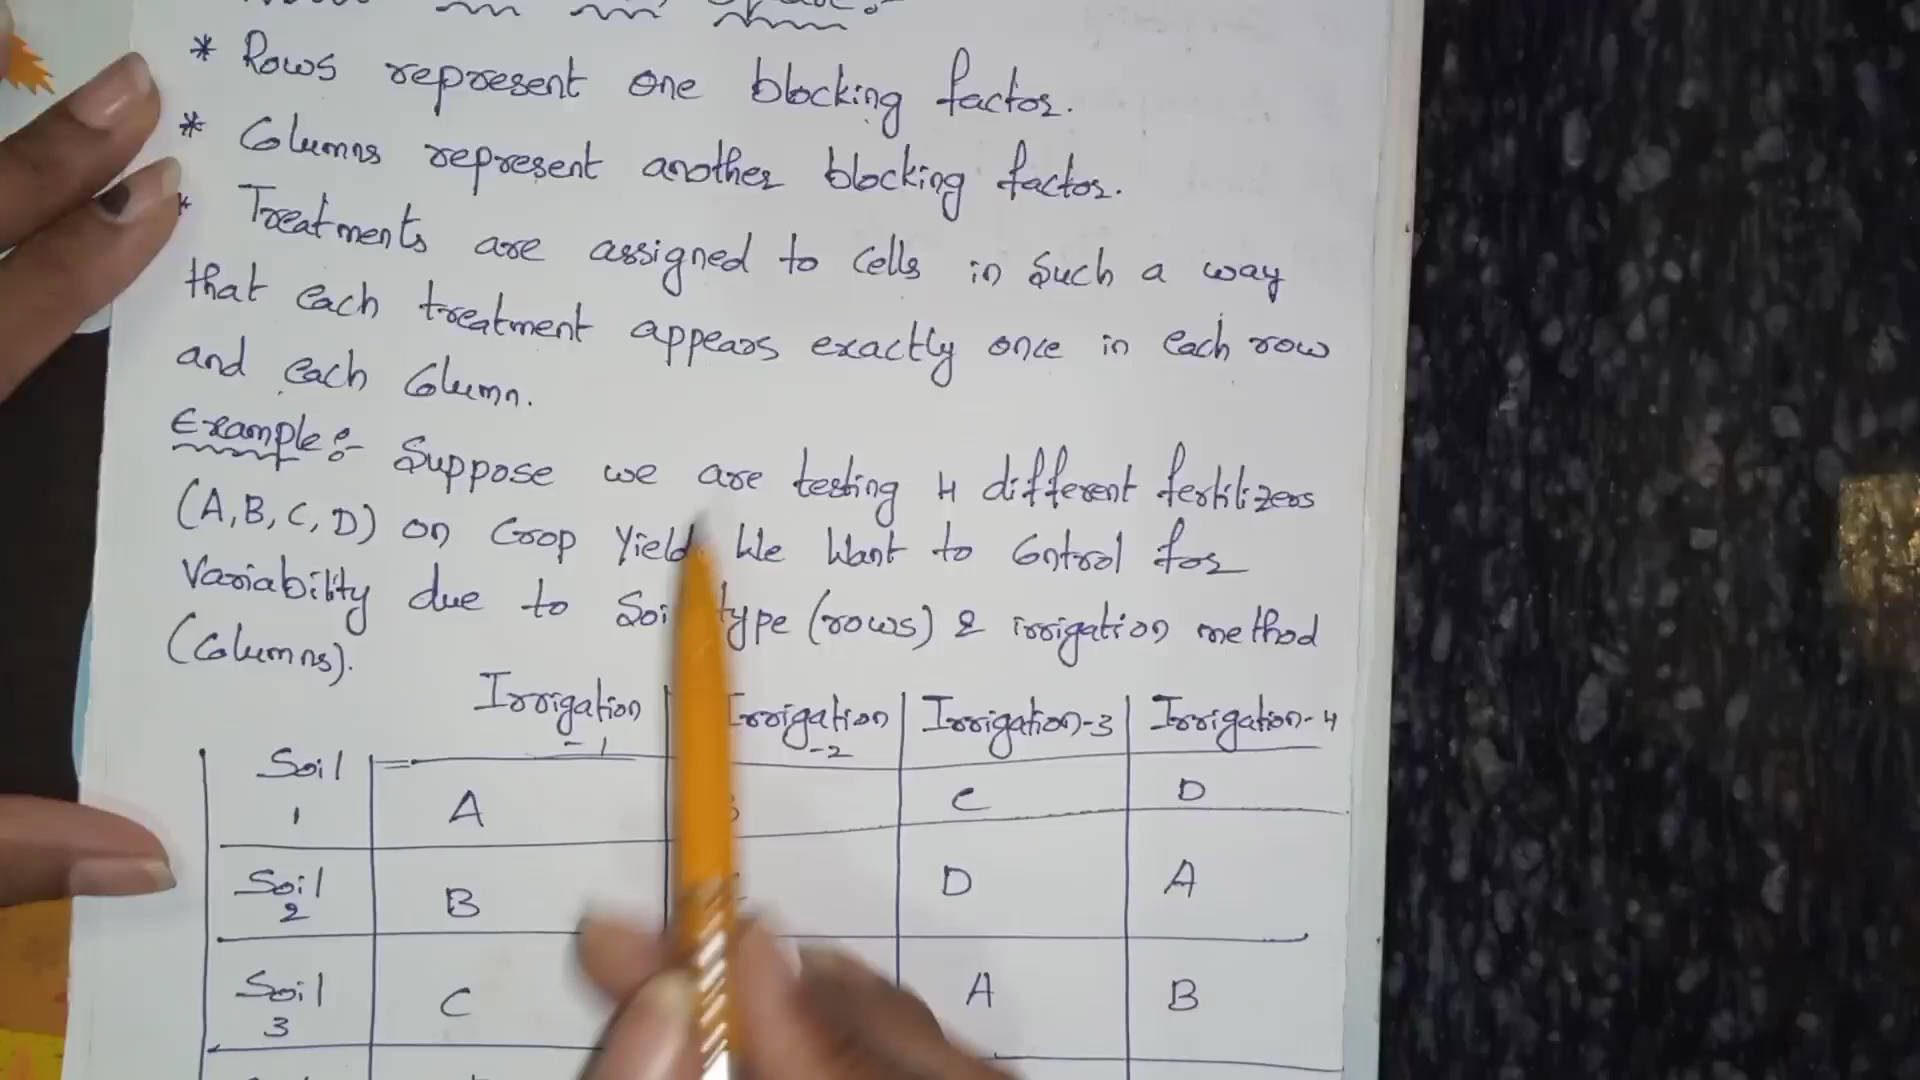 * Rows represent one blocking factor.
* Columns represent another blocking factor.
* Treatments are assigned to cells in such a way
that each treatment appears exactly once in each row
and each column.
Example:- Suppose we are testing 4 different fertilizers
(A, B, C, D) on Crop Yield We Want to Control for
Variability due to Soil type (rows) & irrigation method
(Columns).
Irrigation -1 Irrigation -2 Irrigation-3 Irrigation-4
Soil 1 A C D
Soil 2 B D A
Soil 3 C A B